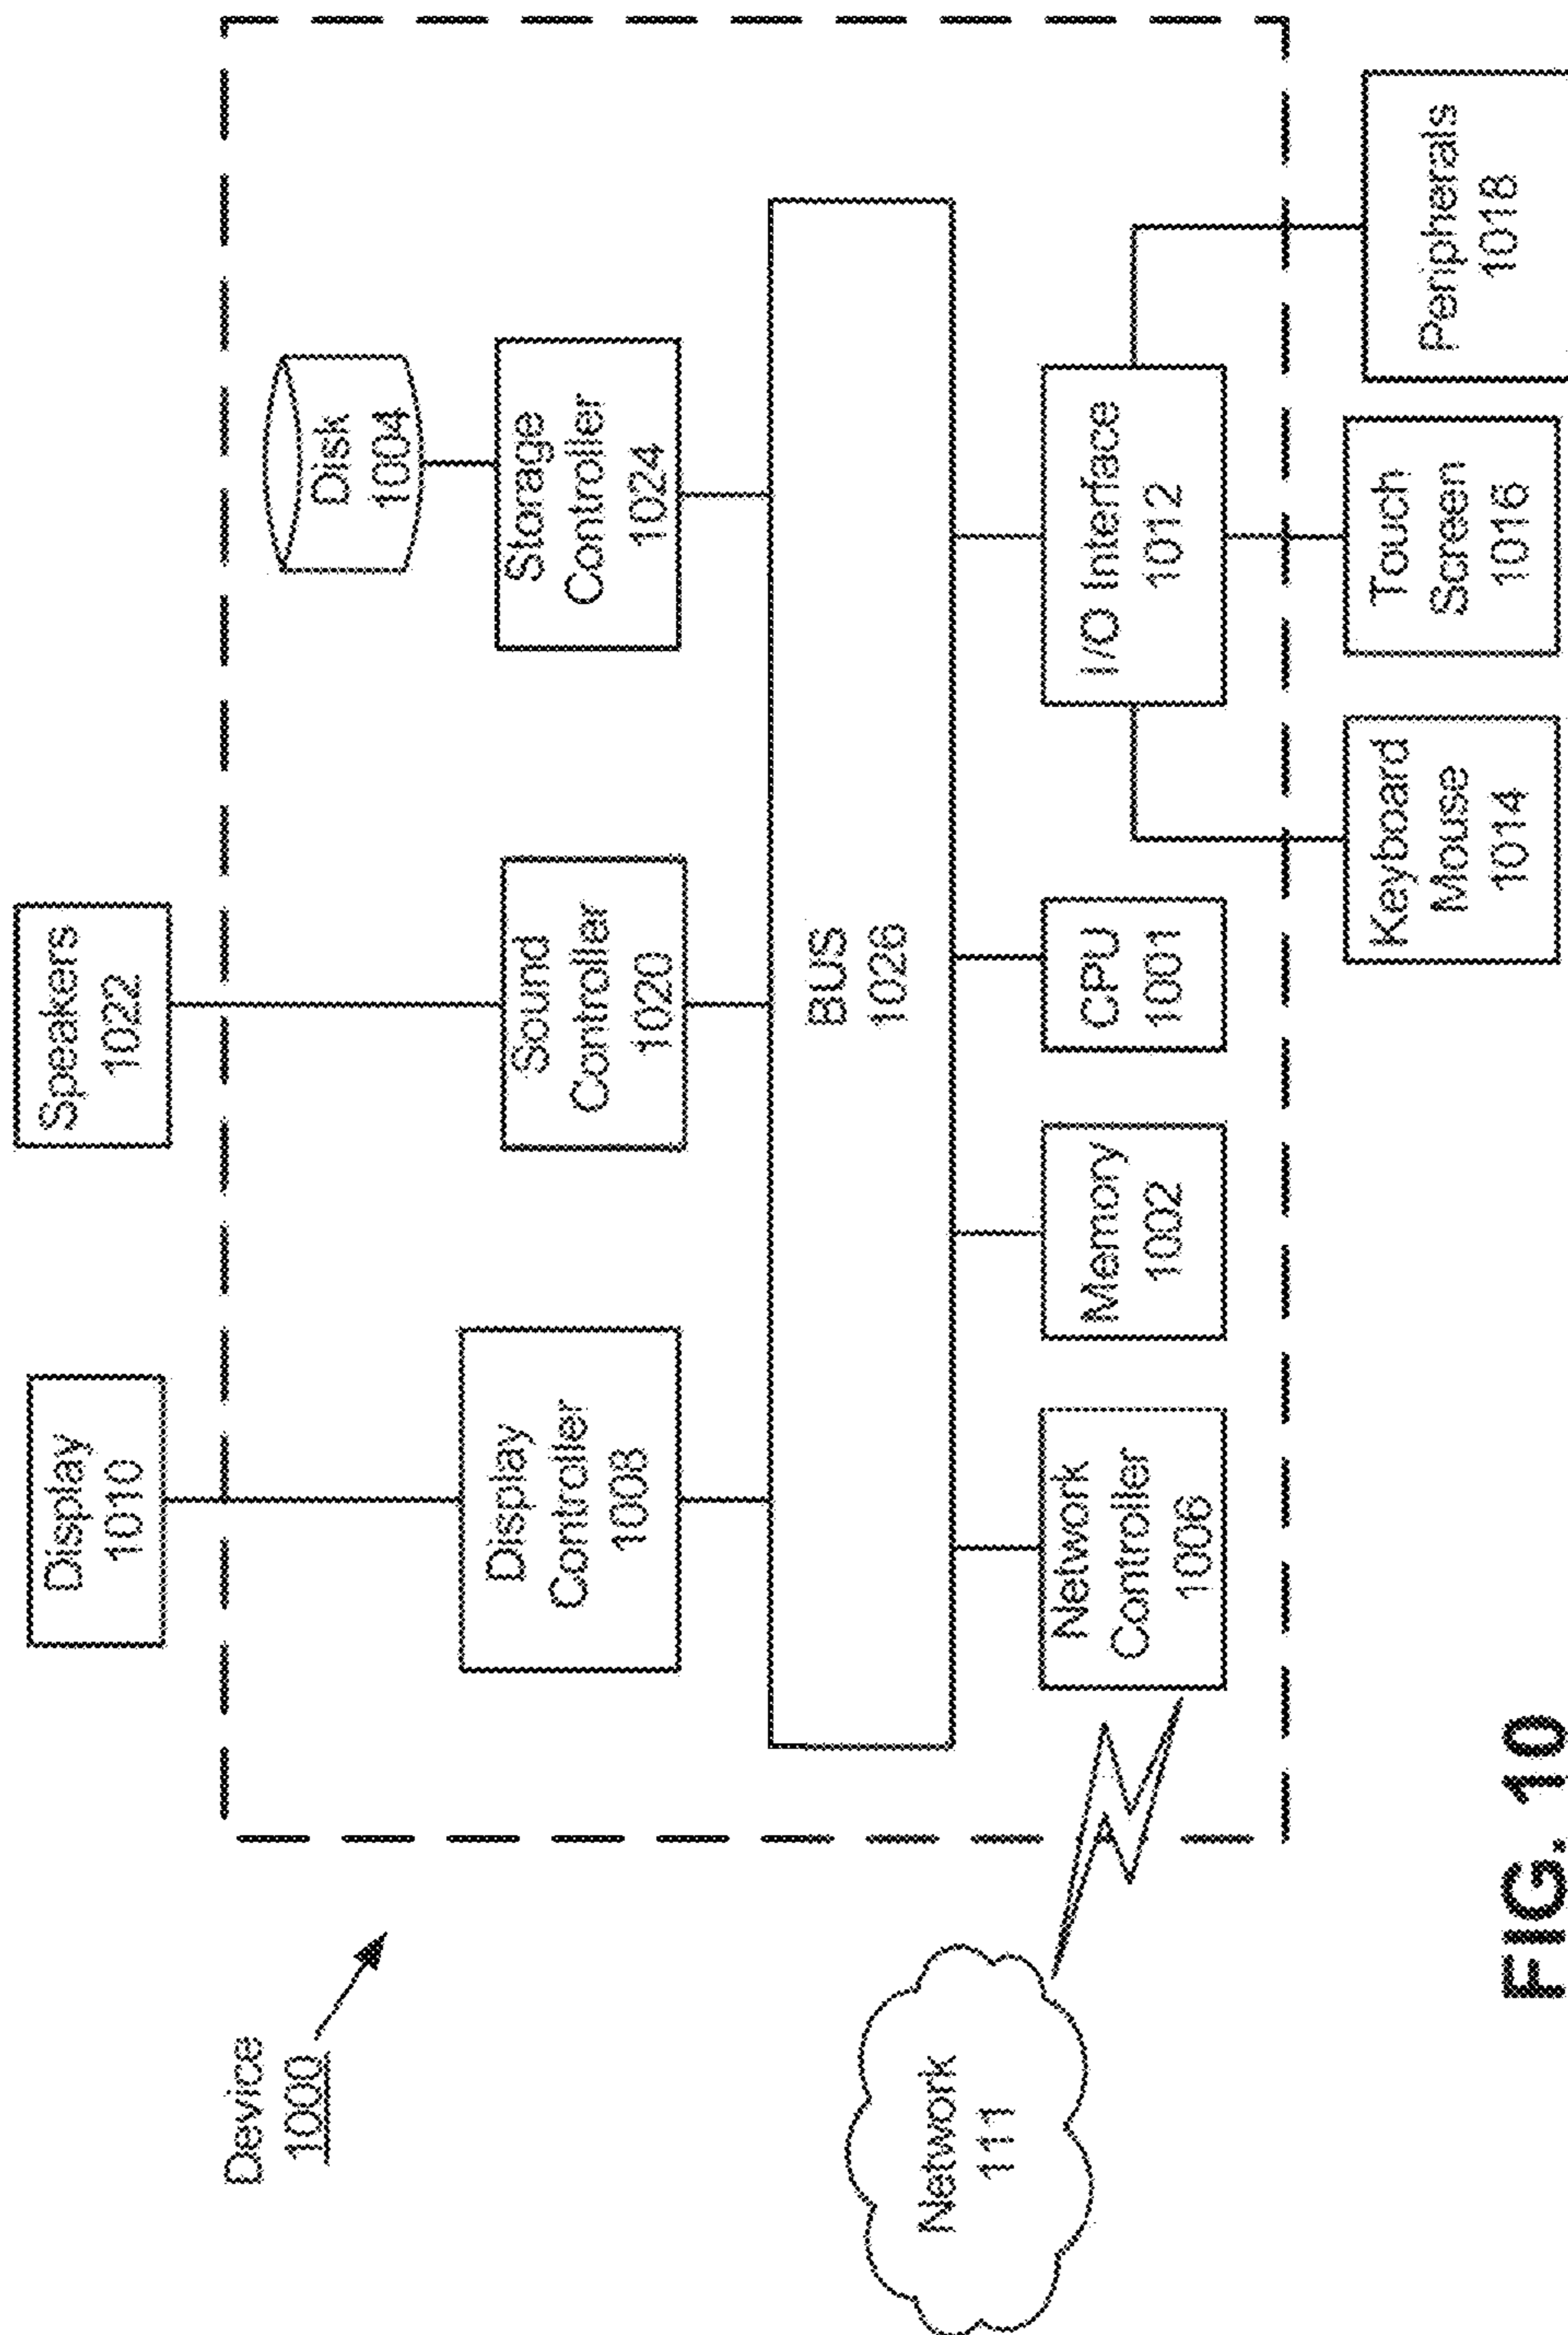 Display
1010
Speakers
1022
Disk
1004
Display
Controller
1008
Sound
Controller
1020
Storage
Controller
1024
Device
1000
BUS
1026
Network
111
Network
Controller
1006
Memory
1002
CPU
1001
I/O Interface
1012
Keyboard
Mouse
1014
Touch
Screen
1016
Peripherals
1018
FIG. 10